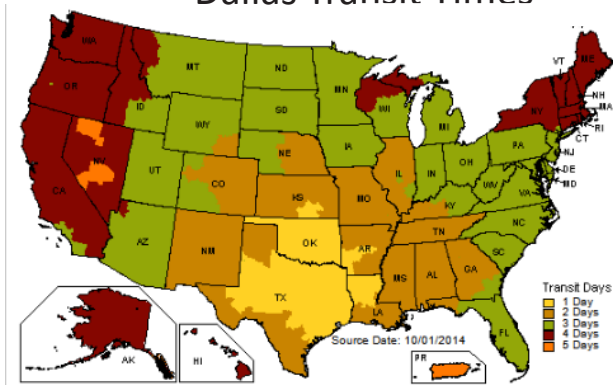 Dallas Transit Times
WA
MT
ND
MN
ME
VT
NH
MA
RI
CT
OR
ID
WY
SD
WI
MI
NY
PA
NJ
DE
MD
NV
UT
CO
NE
IA
IL
IN
OH
WV
VA
CA
KS
MO
KY
NC
AZ
NM
OK
AR
TN
SC
TX
LA
MS
AL
GA
FL
AK
HI
PR
Source Date: 10/01/2014
Transit Days
1 Day
2 Days
3 Days
4 Days
5 Days